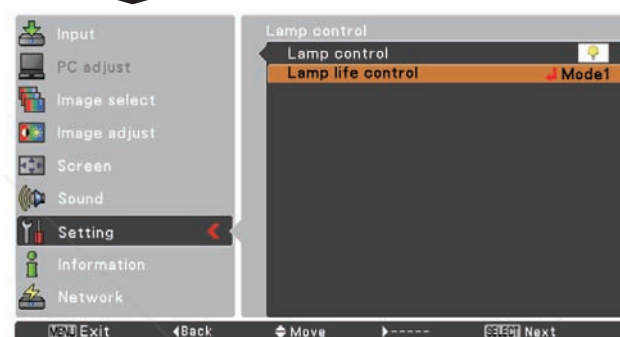 Input
PC adjust
Image select
Image adjust
Screen
Sound
Setting
Information
Network
Lamp control
Lamp control
Lamp life control Mode1
MENU Exit Back Move ----- SELECT Next